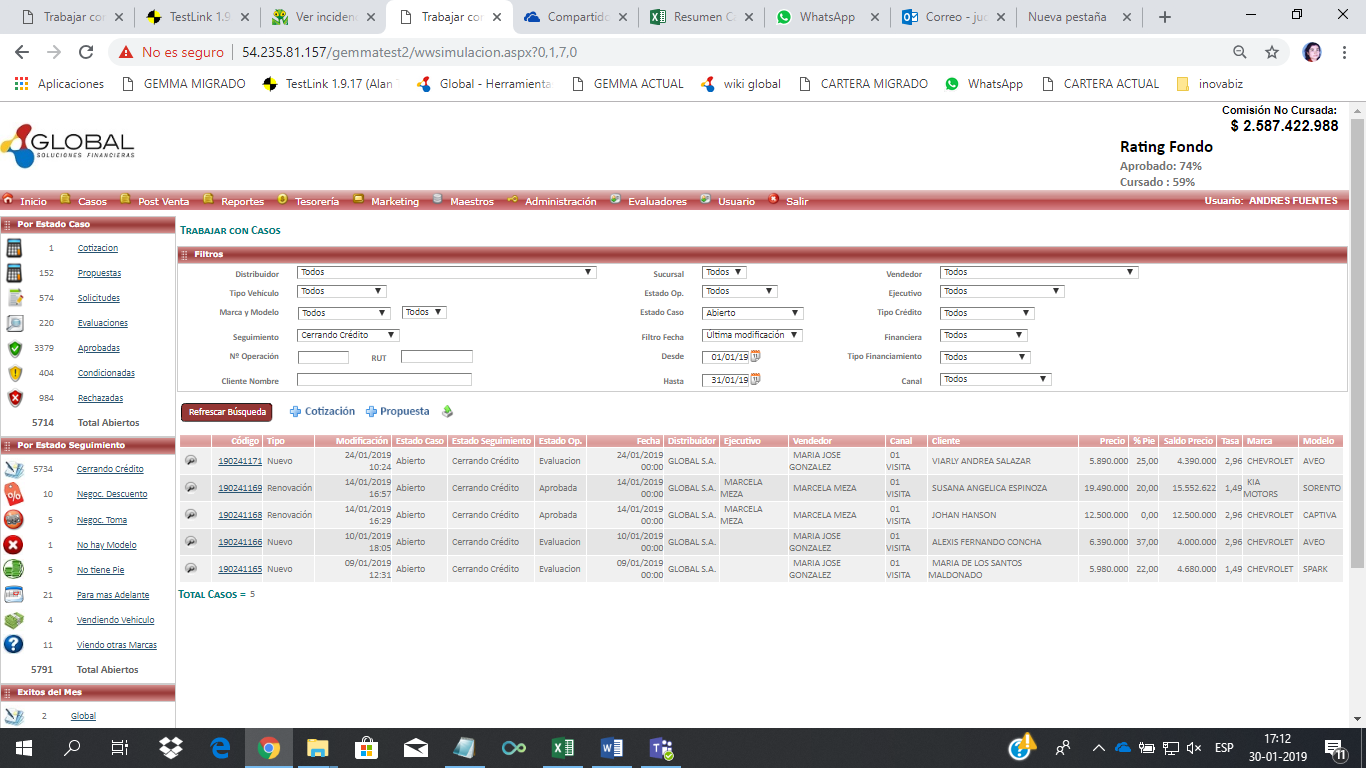 Trabajar con
TestLink 1.9
Ver incidenc
Trabajar con
Compartido
Resumen C
WhatsApp
Correo - juc
Nueva pestaña
No es seguro
54.235.81.157/gemmatest2/wwsimulacion.aspx?0,1,7,0
Aplicaciones GEMMA MIGRADO TestLink 1.9.17 (Alan Global - Herramienta GEMMA ACTUAL wiki global CARTERA MIGRADO WhatsApp CARTERA ACTUAL inovabiz
Comisión No Cursada:
$ 2.587.422.988
GLOBAL
SOLUCIONES FINANCIERAS
Rating Fondo
Aprobado: 74%
Cursado : 59%
Inicio Casos Post Venta Reportes Tesorería Marketing Maestros Administración Evaluadores Usuario Salir Usuario: ANDRES FUENTES
Por Estado Caso
1 Cotizacion
152 Propuestas
574 Solicitudes
220 Evaluaciones
3379 Aprobadas
404 Condicionadas
984 Rechazadas
5714 Total Abiertos
Por Estado Seguimiento
5734 Cerrando Crédito
10 Negoc. Descuento
5 Negoc. Toma
1 No hay Modelo
5 No tiene Pie
21 Para mas Adelante
4 Vendiendo Vehiculo
11 Viendo otras Marcas
5791 Total Abiertos
Exitos del Mes
2 Global
TRABAJAR CON CASOS
Filtros
Distribuidor Todos Sucursal Todos Vendedor Todos
Tipo Vehículo Todos Estado Op. Todos Ejecutivo Todos
Marca y Modelo Todos Todos Estado Caso Abierto Tipo Crédito Todos
Seguimiento Cerrando Crédito Filtro Fecha Última modificación Financiera Todos
Nº Operación RUT Desde 01/01/19 Tipo Financiamiento Todos
Cliente Nombre Hasta 31/01/19 Canal Todos
Refrescar Búsqueda Cotización Propuesta
Código Tipo Modificación Estado Caso Estado Seguimiento Estado Op. Fecha Distribuidor Ejecutivo Vendedor Canal Cliente Precio % Pie Saldo Precio Tasa Marca Modelo
190241171 Nuevo 24/01/2019 10:24 Abierto Cerrando Crédito Evaluacion 24/01/2019 00:00 GLOBAL S.A. MARIA JOSE GONZALEZ 01 VISITA VIARLY ANDREA SALAZAR 5.890.000 25,00 4.390.000 2,96 CHEVROLET AVEO
190241169 Renovación 14/01/2019 16:57 Abierto Cerrando Crédito Aprobada 14/01/2019 00:00 GLOBAL S.A. MARCELA MEZA MARCELA MEZA 01 VISITA SUSANA ANGELICA ESPINOZA 19.490.000 20,00 15.552.622 1,49 KIA MOTORS SORENTO
190241168 Renovación 14/01/2019 16:29 Abierto Cerrando Crédito Aprobada 14/01/2019 00:00 GLOBAL S.A. MARCELA MEZA MARCELA MEZA 01 VISITA JOHAN HANSON 12.500.000 0,00 12.500.000 2,96 CHEVROLET CAPTIVA
190241166 Nuevo 10/01/2019 18:05 Abierto Cerrando Crédito Evaluacion 10/01/2019 00:00 GLOBAL S.A. MARIA JOSE GONZALEZ 01 VISITA ALEXIS FERNANDO CONCHA 6.390.000 37,00 4.000.000 2,96 CHEVROLET AVEO
190241165 Nuevo 09/01/2019 12:31 Abierto Cerrando Crédito Evaluacion 09/01/2019 00:00 GLOBAL S.A. MARIA JOSE GONZALEZ 01 VISITA MARIA DE LOS SANTOS MALDONADO 5.980.000 22,00 4.680.000 1,49 CHEVROLET SPARK
TOTAL CASOS = 5
ESP
17:12
30-01-2019
11